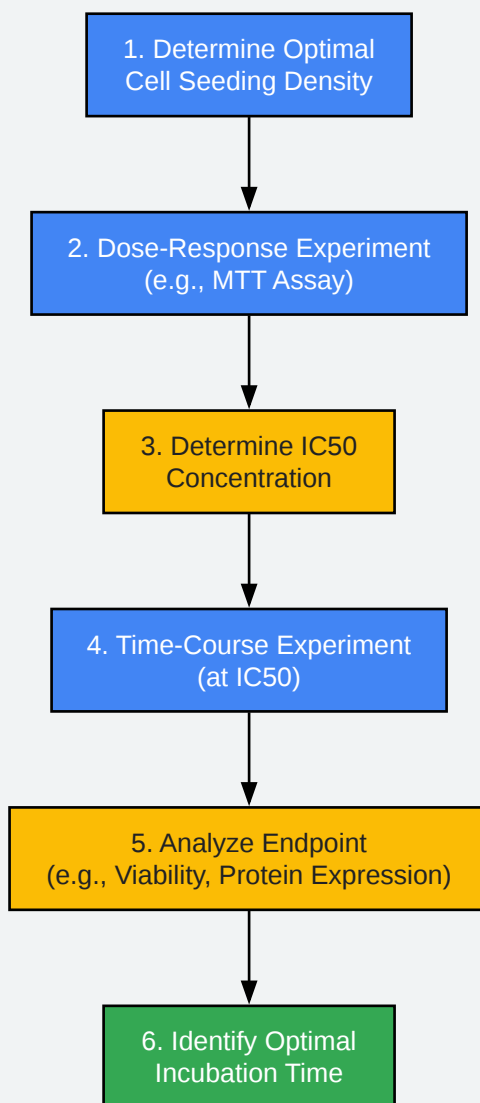 1. Determine Optimal
Cell Seeding Density
2. Dose-Response Experiment
(e.g., MTT Assay)
3. Determine IC50
Concentration
4. Time-Course Experiment
(at IC50)
5. Analyze Endpoint
(e.g., Viability, Protein Expression)
6. Identify Optimal
Incubation Time